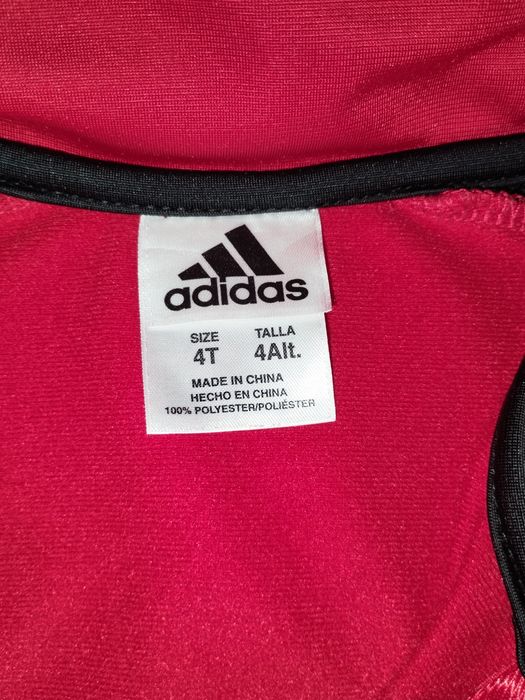 adidas
SIZE TALLA
4T 4Alt.
MADE IN CHINA
HECHO EN CHINA
100% POLYESTER/POLIÉSTER